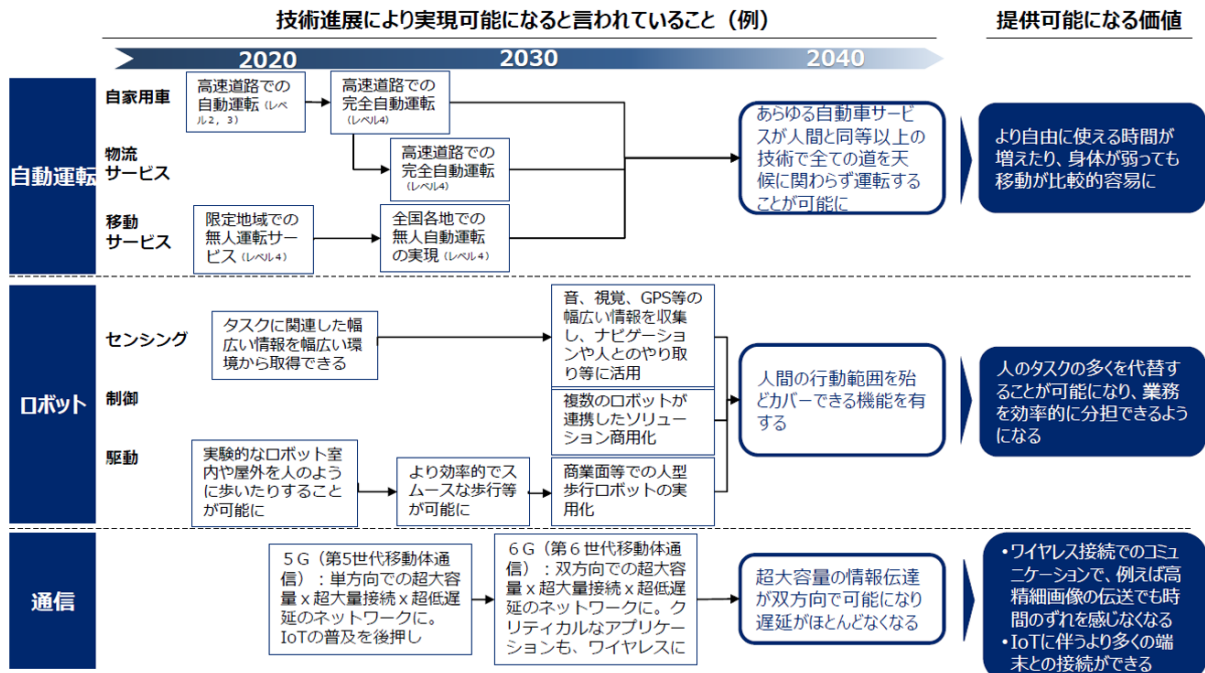 技術進展により実現可能になると言われていること（例）
提供可能になる価値
2020
2030
2040
自動運転
自家用車
高速道路での
自動運転（レベ
ル2，3）
高速道路での
完全自動運転
（レベル4）
物流
サービス
高速道路での
完全自動運転
（レベル4）
移動
サービス
限定地域での
無人運転サー
ビス（レベル4）
全国各地での
無人自動運転
の実現（レベル4）
あらゆる自動車サービ
スが人間と同等以上の
技術で全ての道を天
候に関わらず運転する
ことが可能に
より自由に使える時間が
増えたり、身体が弱っても
移動が比較的容易に
ロボット
センシング
タスクに関連した幅
広い情報を幅広い環
境から取得できる
音、視覚、GPS等の
幅広い情報を収集
し、ナビゲーション
や人とのやり取
り等に活用
制御
複数のロボットが
連携したソリュー
ション商用化
駆動
実験的なロボット室
内や屋外を人のよう
に歩いたりすること
が可能に
より効率的でス
ムースな歩行等
が可能に
商業面等での人型
歩行ロボットの実
用化
人間の行動範囲を殆
どカバーできる機能を有
する
人のタスクの多くを代替す
ることが可能になり、業務
を効率的に分担できるよう
になる
通信
５G（第5世代移動体通
信）：単方向での超大容
量ｘ超大量接続ｘ超低遅
延のネットワークに。
IoTの普及を後押し
６G（第６世代移動体通
信）：双方向での超大容
量ｘ超大量接続ｘ超低遅
延のネットワークに。ク
リティカルなアプリケー
ションも、ワイヤレスに
超大容量の情報伝達
が双方向で可能になり
遅延がほとんどなくなる
•ワイヤレス接続でのコミュ
ニケーションで、例えば高
精細画像の伝送でも時
間のずれを感じなくなる
•IoTに伴うより多くの端
末との接続ができる